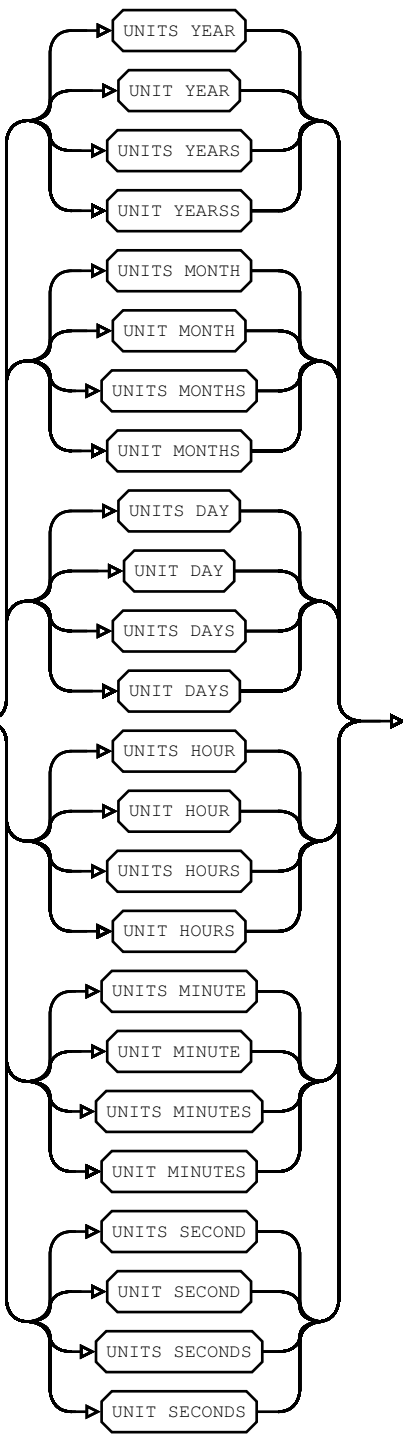 UNITS YEAR
UNIT YEAR
UNITS YEARS
UNIT YEARSS
UNITS MONTH
UNIT MONTH
UNITS MONTHS
UNIT MONTHS
UNITS DAY
UNIT DAY
UNITS DAYS
UNIT DAYS
UNITS HOUR
UNIT HOUR
UNITS HOURS
UNIT HOURS
UNITS MINUTE
UNIT MINUTE
UNITS MINUTES
UNIT MINUTES
UNITS SECOND
UNIT SECOND
UNITS SECONDS
UNIT SECONDS